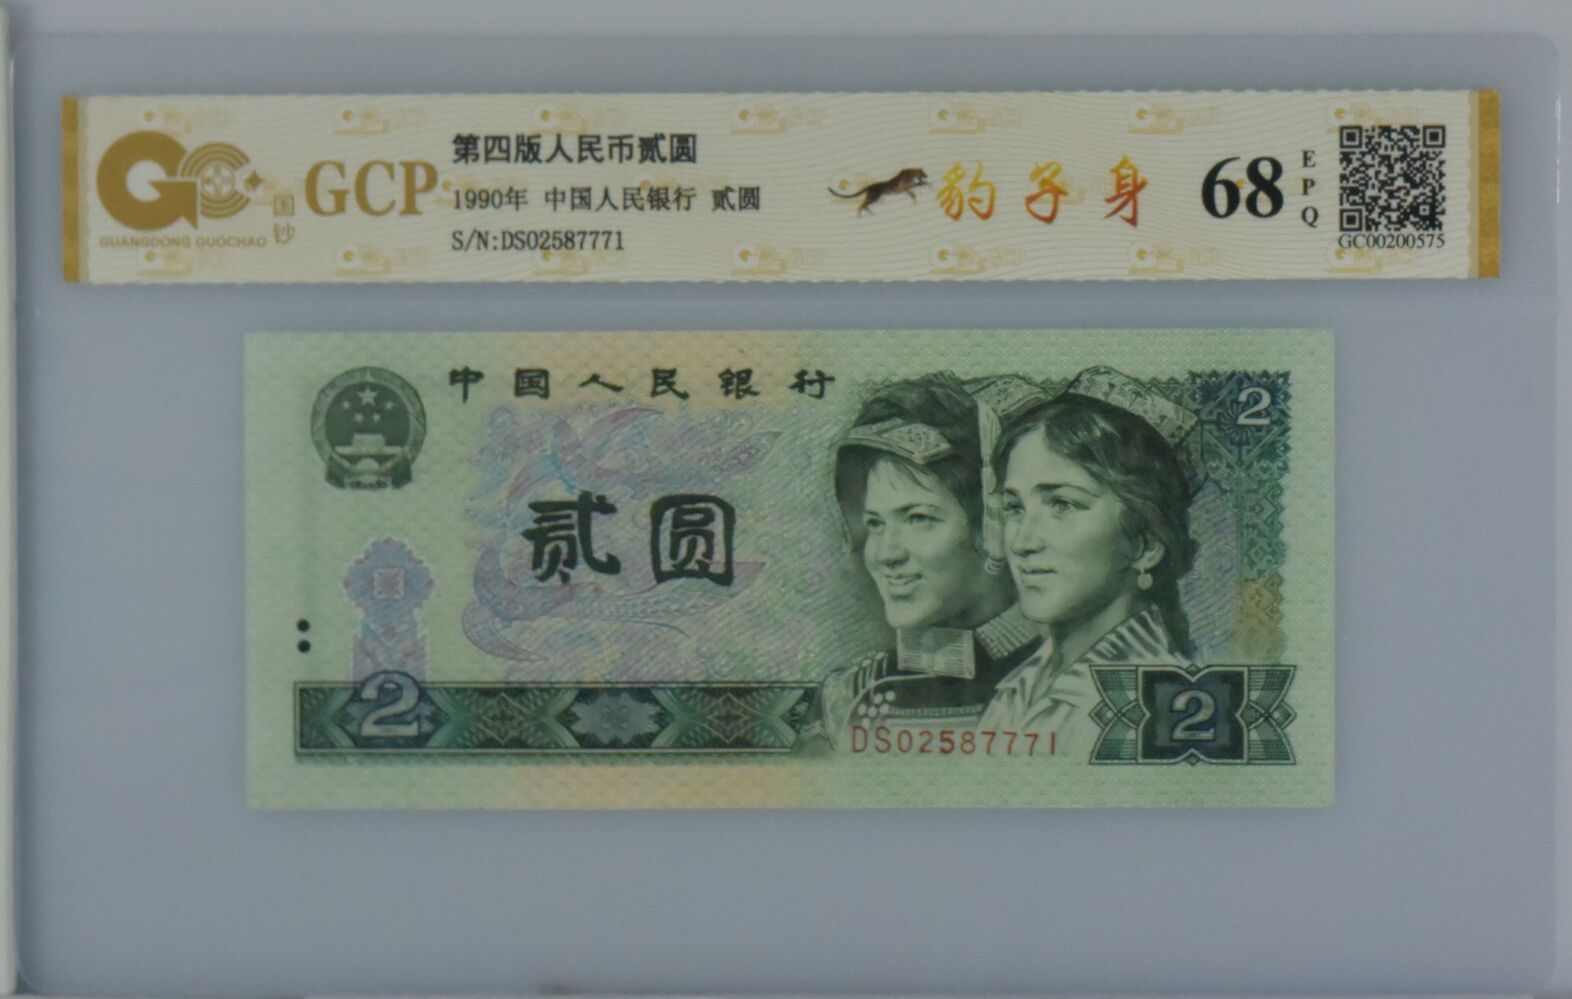 第四版人民币贰圆
GCP
1990年 中国人民银行 贰圆
S/N:DS02587771
GUANGDONG GUOCHAO
国钞
豹子身
68
EPQ
GC00200575
中国人民银行
2
贰圆
2
2
DS02587771